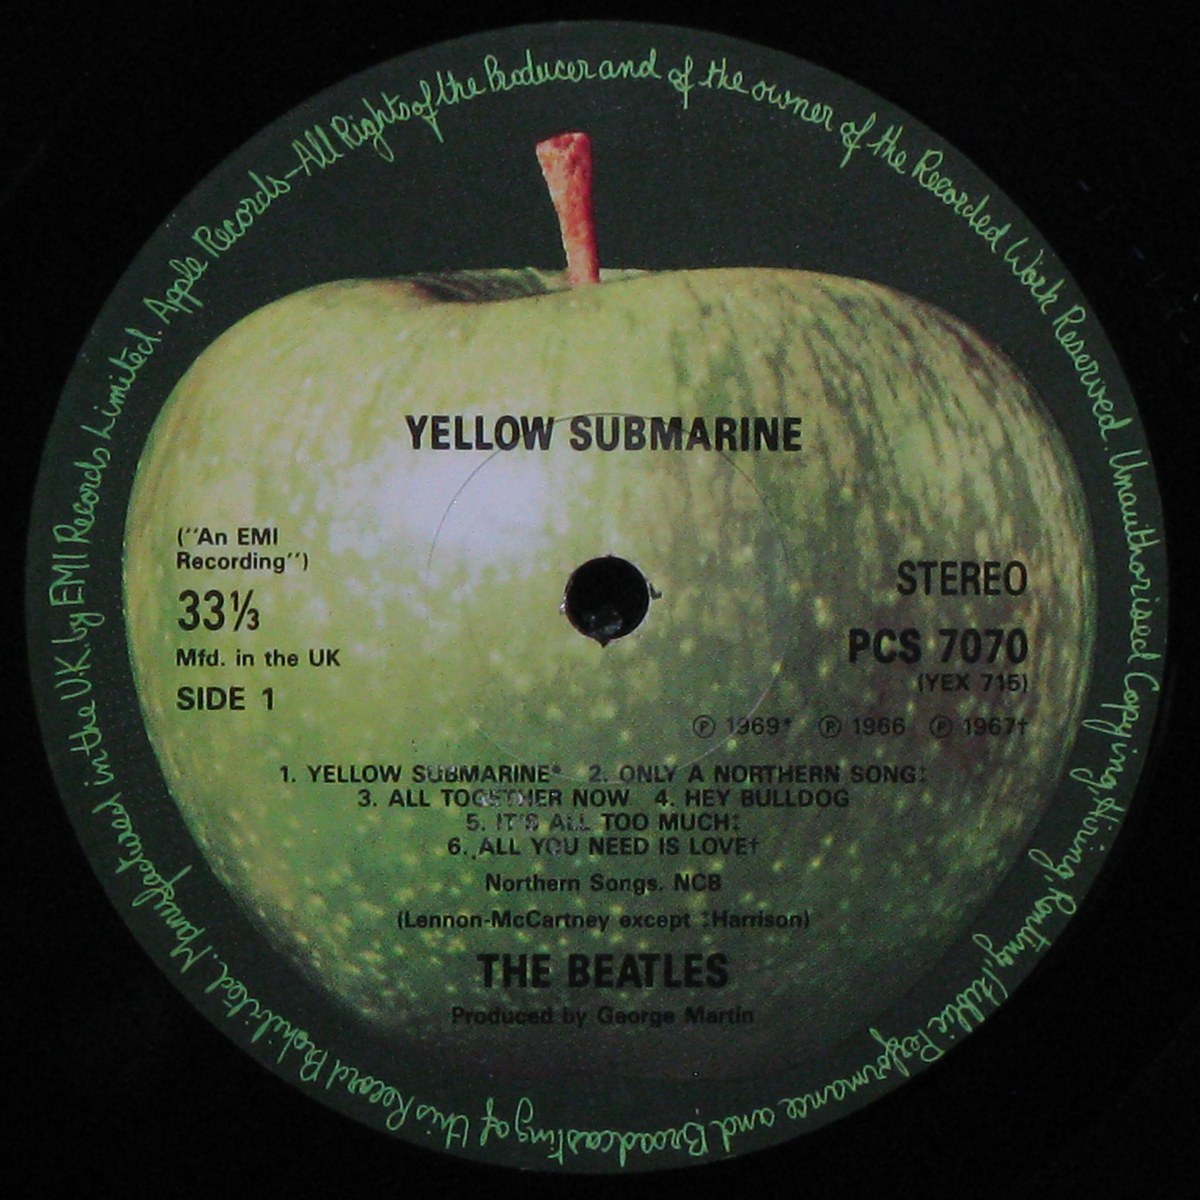 Apple Records—All Rights of the Producer and of the owner of the Recorded Work Reserved. Unauthorised Copying, Hiring, Renting, Public Performance and Broadcasting of this Record Prohibited. Manufactured in the U.K. by EMI Records Limited.
YELLOW SUBMARINE
(“An EMI
Recording”)
33⅓
Mfd. in the UK
SIDE 1
STEREO
PCS 7070
(YEX 715)
℗ 1969* ℗ 1966 ℗ 1967†
1. YELLOW SUBMARINE* 2. ONLY A NORTHERN SONG‡
3. ALL TOGETHER NOW 4. HEY BULLDOG
5. IT'S ALL TOO MUCH‡
6. ALL YOU NEED IS LOVE†
Northern Songs. NCB
(Lennon-McCartney except ‡Harrison)
THE BEATLES
Produced by George Martin